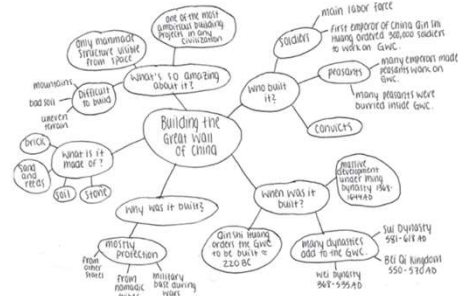 one of the most
ambitious building
projects in any
civilization
only manmade
structure visible
from space
What's so amazing
about it?
Difficult
to build
mountains
bad soil
uneven
terrain
Building the
Great Wall
of China
Who built
it?
soldiers
main labor force
First emperor of China Qin Shi
Huang ordered 300,000 soldiers
to work on GWC.
peasants
many emperors made
peasants work on
GWC.
many peasants were
burried inside GWC.
convicts
What is it
made of?
brick
sand
and
reeds
soil
stone
Why was it built?
mostly
protection
from
other
states
from
nomadic
military
base during
wars
When was it
built?
massive
development
under Ming
Dynasty 1368-
1644AD
Qin Shi Huang
orders the GWC
to be built ≈
220 BC
many dynasties
add to the GWC.
Sui Dynasty
581-618 AD
Bei Qi Kingdom
550-570 AD
Wei Dynasty